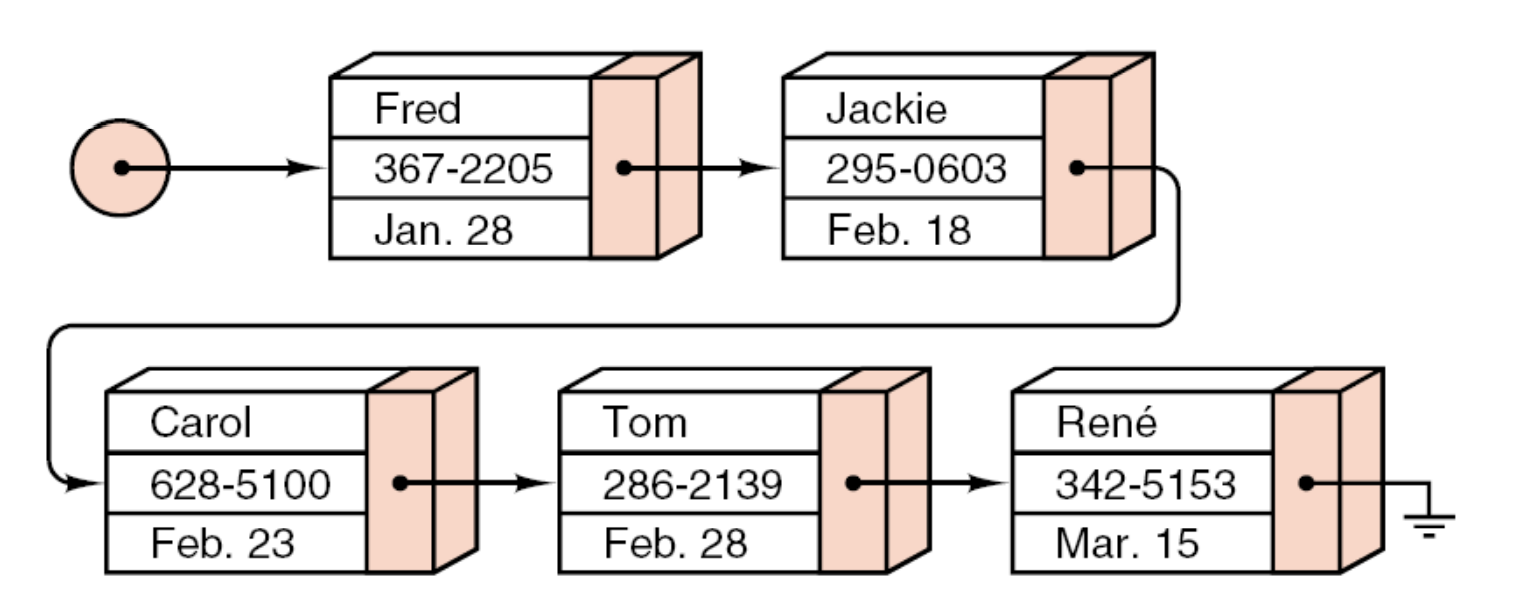 Fred
367-2205
Jan. 28
Jackie
295-0603
Feb. 18
Carol
628-5100
Feb. 23
Tom
286-2139
Feb. 28
René
342-5153
Mar. 15